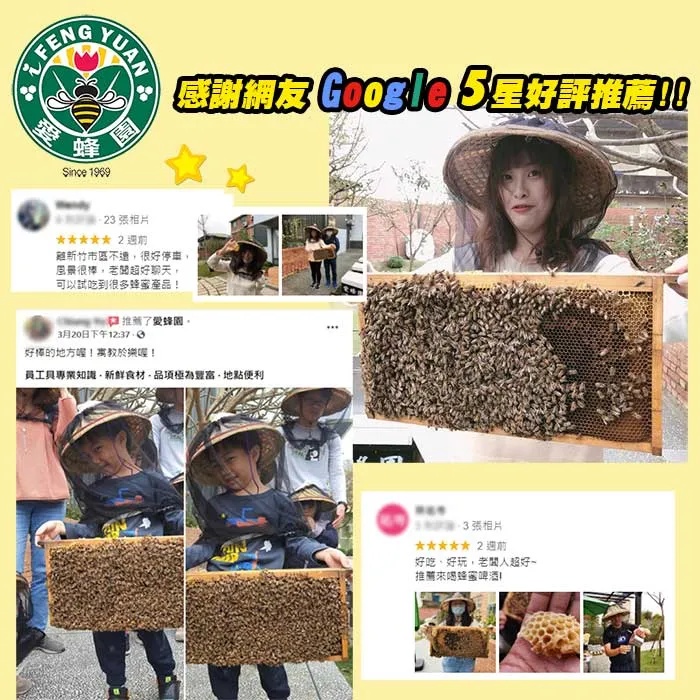 iFENG YUAN
愛蜂園
Since 1969
感謝網友 Google 5星好評推薦!!
Wendy
23 張相片
2 週前
離新竹市區不遠，很好停車，
風景很棒，老闆超好聊天，
可以試吃到很多蜂蜜產品！
推薦了愛蜂園。
3月20日下午12:37
好棒的地方喔！寓教於樂喔！
員工具專業知識 · 新鮮食材 · 品項極為豐富 · 地點便利
3 張相片
2 週前
好吃、好玩，老闆人超好~
推薦來喝蜂蜜啤酒!